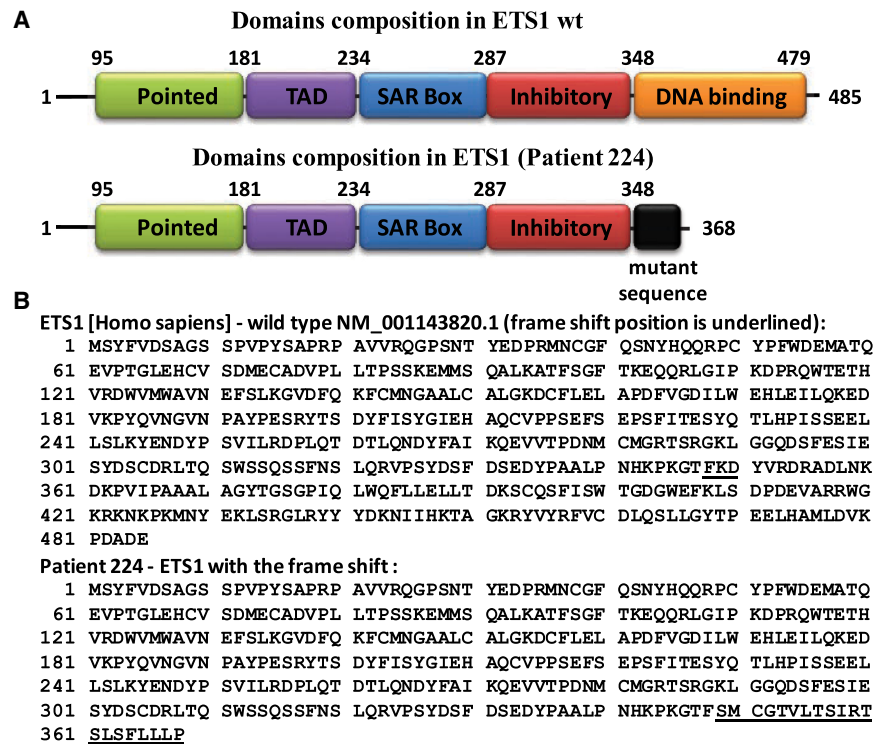 A
Domains composition in ETS1 wt
95 181 234 287 348 479
1 Pointed TAD SAR Box Inhibitory DNA binding 485
Domains composition in ETS1 (Patient 224)
95 181 234 287 348
1 Pointed TAD SAR Box Inhibitory 368
mutant
sequence
B
ETS1 [Homo sapiens] - wild type NM_001143820.1 (frame shift position is underlined):
1 MSYFVDSAGS SPVPYSAPRP AVVRQGPSNT YEDPRMNCGF QSNYHQQRPC YPFWDEMATQ
61 EVPTGLEHCV SDMECADVPL LTPSSKEMMS QALKATFSGF TKEQQRLGIP KDPRQWTETH
121 VRDWVMWAVN EFSLKGVDFQ KFCMNGAALC ALGKDCFLEL APDFVGDILW EHLEILQKED
181 VKPYQVNGVN PAYPESRYTS DYFISYGIEH AQCVPPSEFS EPSFITESYQ TLHPISSEEL
241 LSLKYENDYP SVILRDPLQT DTLQNDYFAI KQEVVTPDNM CMGRTSRGKL GGQDSFESIE
301 SYDSCDRLTQ SWSSQSSFNS LQRVPSYDSF DSEDYPAALP NHKPKGTFKD YVRDRADLNK
361 DKPVIPAAAL AGYTGSGPIQ LWQFLLELLT DKSCQSFISW TGDGWEFKLS DPDEVARRWG
421 KRKNKPKMNY EKLSRGLRYY YDKNIIHKTA GKRYVYRFVC DLQSLLGYTP EELHAMLDVK
481 PDADE
Patient 224 - ETS1 with the frame shift :
1 MSYFVDSAGS SPVPYSAPRP AVVRQGPSNT YEDPRMNCGF QSNYHQQRPC YPFWDEMATQ
61 EVPTGLEHCV SDMECADVPL LTPSSKEMMS QALKATFSGF TKEQQRLGIP KDPRQWTETH
121 VRDWVMWAVN EFSLKGVDFQ KFCMNGAALC ALGKDCFLEL APDFVGDILW EHLEILQKED
181 VKPYQVNGVN PAYPESRYTS DYFISYGIEH AQCVPPSEFS EPSFITESYQ TLHPISSEEL
241 LSLKYENDYP SVILRDPLQT DTLQNDYFAI KQEVVTPDNM CMGRTSRGKL GGQDSFESIE
301 SYDSCDRLTQ SWSSQSSFNS LQRVPSYDSF DSEDYPAALP NHKPKGTFSM CGTVLTSIRT
361 SLSFLLLP